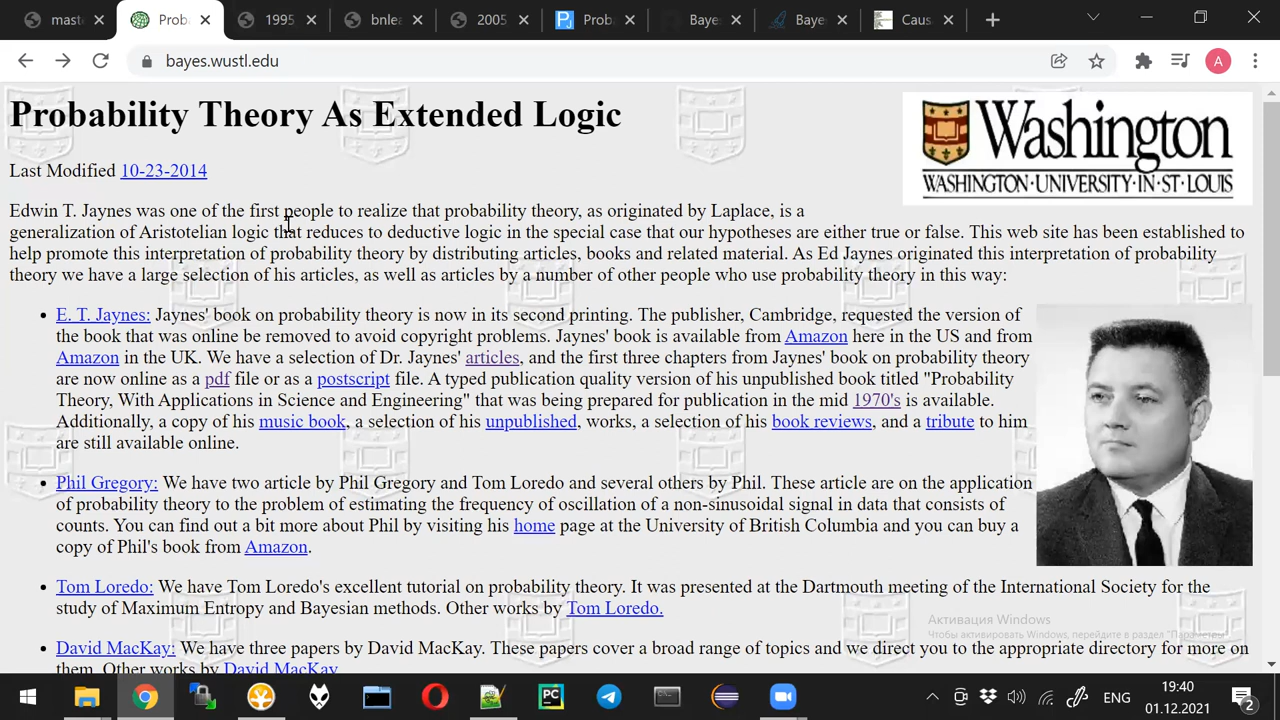 mast
Prob
1995
bnlea
2005
Prob
Baye
Baye
Caus
bayes.wustl.edu
A
Probability Theory As Extended Logic
Washington
WASHINGTON·UNIVERSITY·IN·ST·LOUIS
Last Modified 10-23-2014
Edwin T. Jaynes was one of the first people to realize that probability theory, as originated by Laplace, is a
generalization of Aristotelian logic that reduces to deductive logic in the special case that our hypotheses are either true or false. This web site has been established to
help promote this interpretation of probability theory by distributing articles, books and related material. As Ed Jaynes originated this interpretation of probability
theory we have a large selection of his articles, as well as articles by a number of other people who use probability theory in this way:
• E. T. Jaynes: Jaynes' book on probability theory is now in its second printing. The publisher, Cambridge, requested the version of
the book that was online be removed to avoid copyright problems. Jaynes' book is available from Amazon here in the US and from
Amazon in the UK. We have a selection of Dr. Jaynes' articles, and the first three chapters from Jaynes' book on probability theory
are now online as a pdf file or as a postscript file. A typed publication quality version of his unpublished book titled "Probability
Theory, With Applications in Science and Engineering" that was being prepared for publication in the mid 1970's is available.
Additionally, a copy of his music book, a selection of his unpublished, works, a selection of his book reviews, and a tribute to him
are still available online.
• Phil Gregory: We have two article by Phil Gregory and Tom Loredo and several others by Phil. These article are on the application
of probability theory to the problem of estimating the frequency of oscillation of a non-sinusoidal signal in data that consists of
counts. You can find out a bit more about Phil by visiting his home page at the University of British Columbia and you can buy a
copy of Phil's book from Amazon.
• Tom Loredo: We have Tom Loredo's excellent tutorial on probability theory. It was presented at the Dartmouth meeting of the International Society for the
study of Maximum Entropy and Bayesian methods. Other works by Tom Loredo.
• David MacKay: We have three papers by David MacKay. These papers cover a broad range of topics and we direct you to the appropriate directory for more on
them. Other works by David MacKay
Активация Windows
Чтобы активировать Windows, перейдите в раздел "Параметры".
PC
ENG
19:40
01.12.2021
2